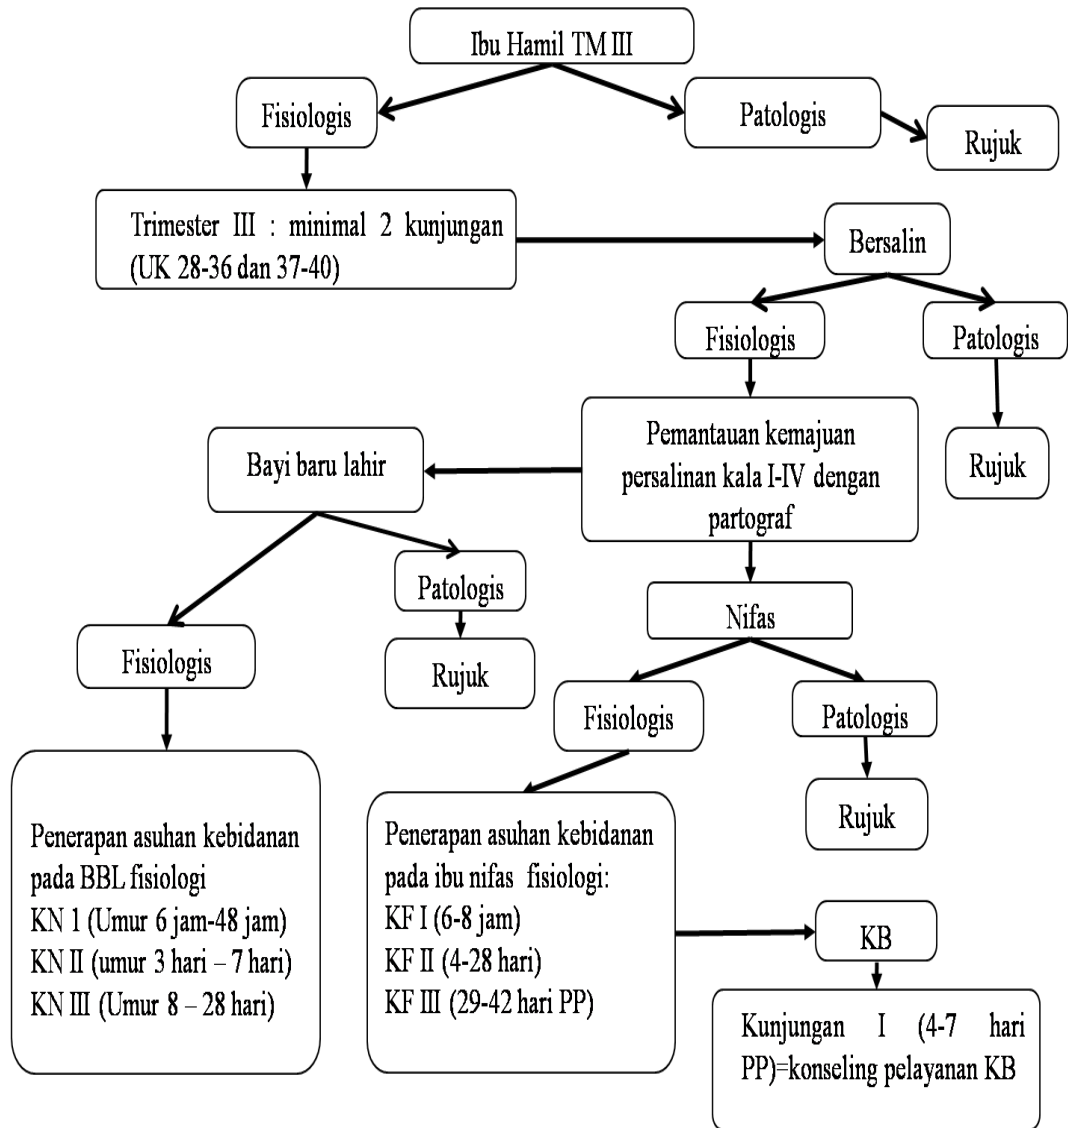 Ibu Hamil TM III
Fisiologis
Patologis
Rujuk
Trimester III : minimal 2 kunjungan
(UK 28-36 dan 37-40)
Bersalin
Fisiologis
Patologis
Rujuk
Pemantauan kemajuan
persalinan kala I-IV dengan
partograf
Bayi baru lahir
Patologis
Rujuk
Fisiologis
Nifas
Fisiologis
Patologis
Rujuk
Penerapan asuhan kebidanan
pada BBL fisiologi
KN 1 (Umur 6 jam-48 jam)
KN II (umur 3 hari – 7 hari)
KN III (Umur 8 – 28 hari)
Penerapan asuhan kebidanan
pada ibu nifas fisiologi:
KF I (6-8 jam)
KF II (4-28 hari)
KF III (29-42 hari PP)
KB
Kunjungan I (4-7 hari
PP)=konseling pelayanan KB